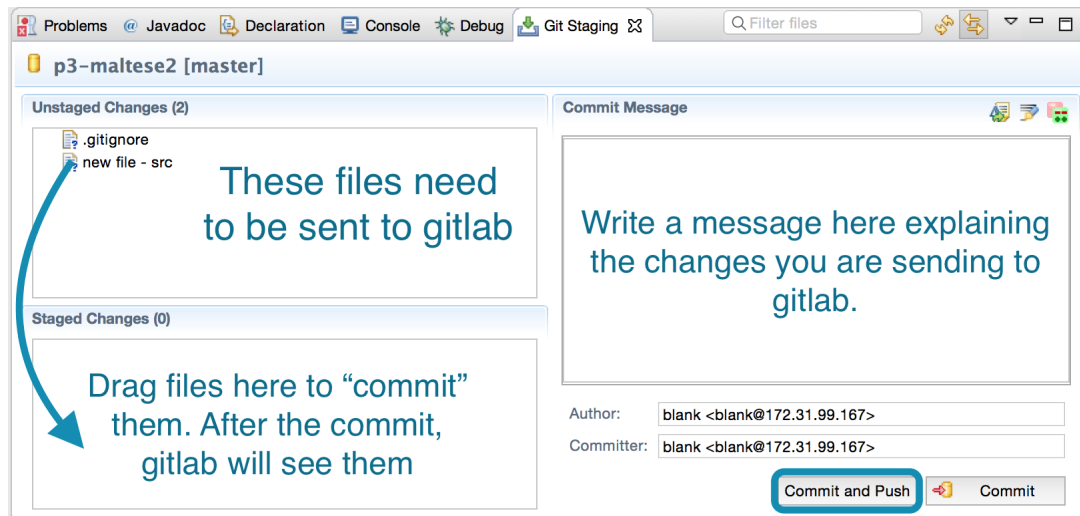 Problems @ Javadoc Declaration Console Debug Git Staging Filter files
p3-maltese2 [master]
Unstaged Changes (2)
.gitignore
new file - src
These files need
to be sent to gitlab
Staged Changes (0)
Drag files here to “commit”
them. After the commit,
gitlab will see them
Commit Message
Write a message here explaining
the changes you are sending to
gitlab.
Author: blank <blank@172.31.99.167>
Committer: blank <blank@172.31.99.167>
Commit and Push Commit